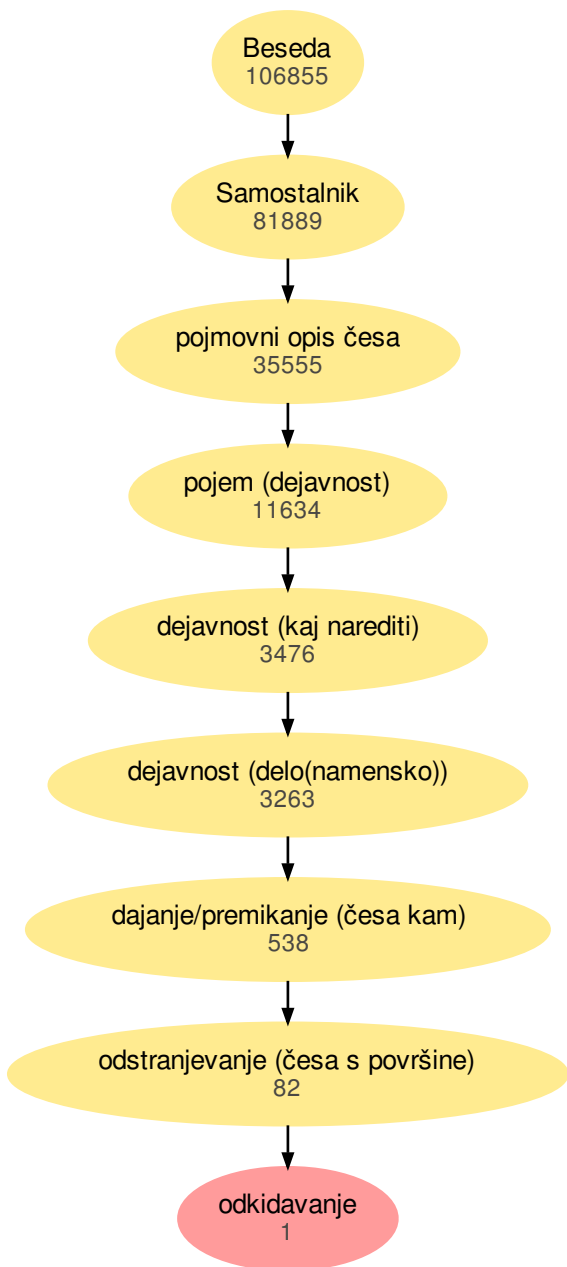 Beseda
106855
Samostalnik
81889
pojmovni opis česa
35555
pojem (dejavnost)
11634
dejavnost (kaj narediti)
3476
dejavnost (delo(namensko))
3263
dajanje/premikanje (česa kam)
538
odstranjevanje (česa s površine)
82
odkidavanje
1